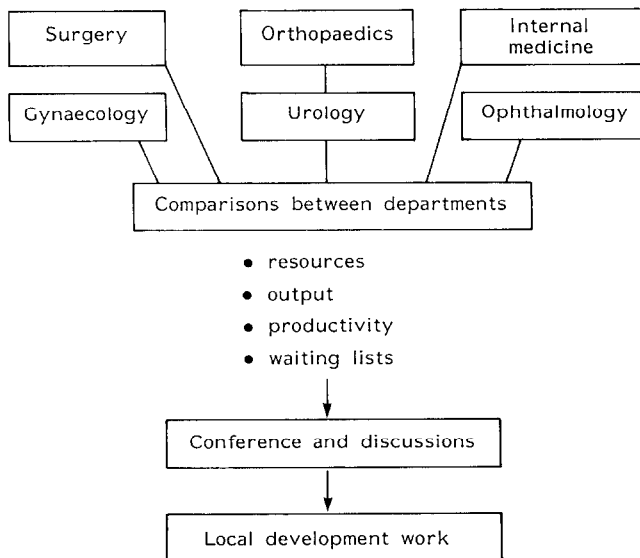 Surgery
Orthopaedics
Internal
medicine
Gynaecology
Urology
Ophthalmology
Comparisons between departments
• resources
• output
• productivity
• waiting lists
Conference and discussions
Local development work